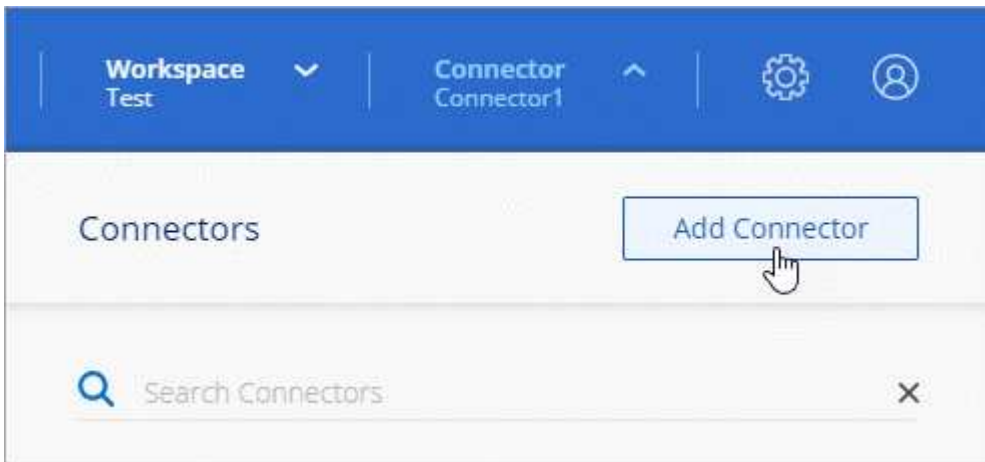 Workspace
Test
Connector
Connector1
Connectors
Add Connector
Search Connectors